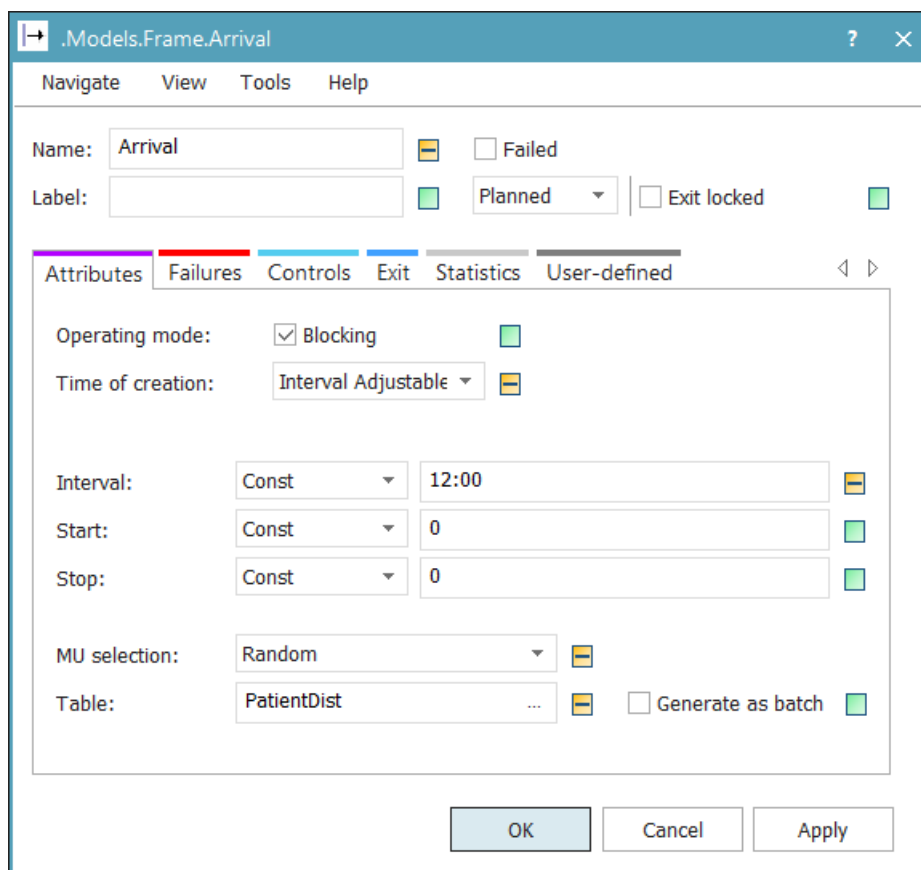 .Models.Frame.Arrival ?
Navigate View Tools Help
Name: Arrival Failed
Label: Planned Exit locked
Attributes Failures Controls Exit Statistics User-defined
Operating mode: Blocking
Time of creation: Interval Adjustable
Interval: Const 12:00
Start: Const 0
Stop: Const 0
MU selection: Random
Table: PatientDist ... Generate as batch
OK Cancel Apply